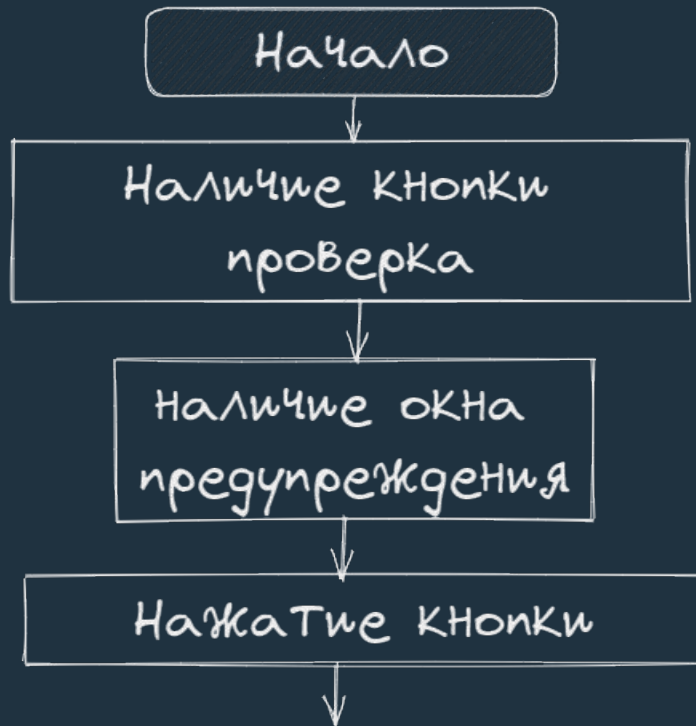 Начало
Наличие кнопки
проверка
наличие окна
предупреждения
Нажатие кнопки